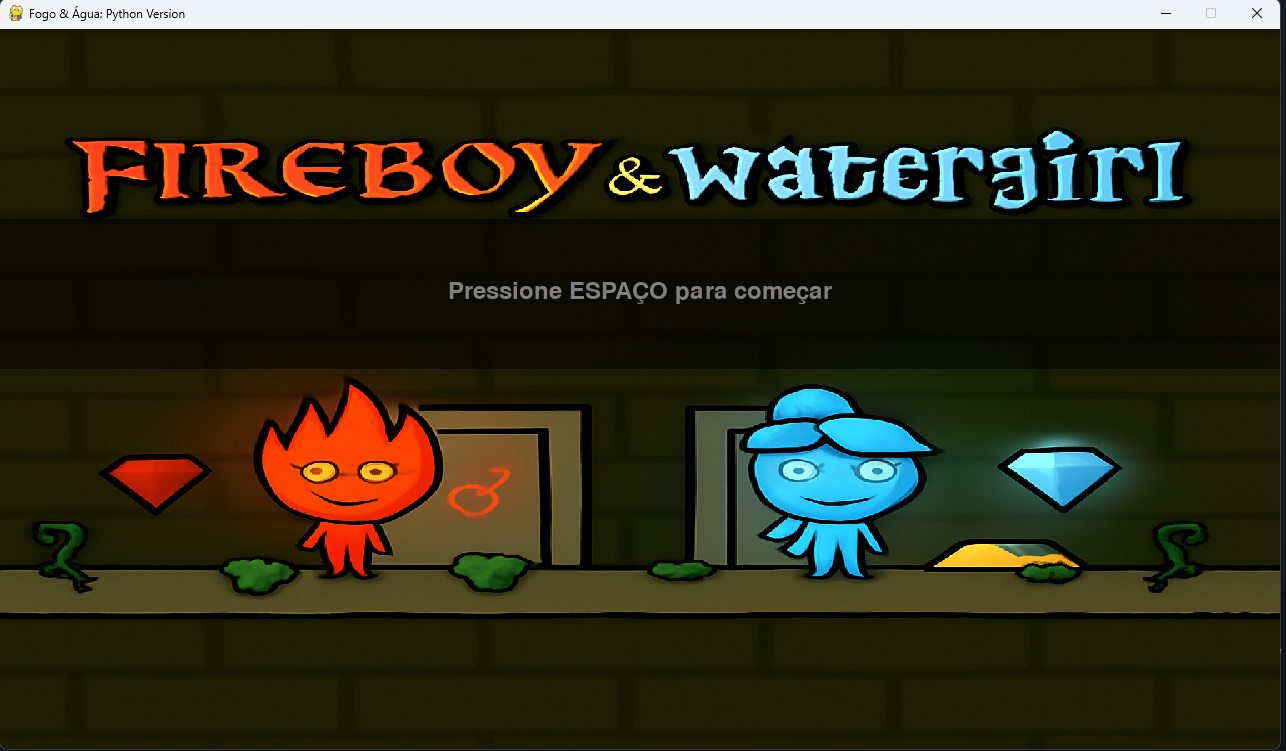 Fogo & Água: Python Version
FIREBOY & watergirl
Pressione ESPAÇO para começar